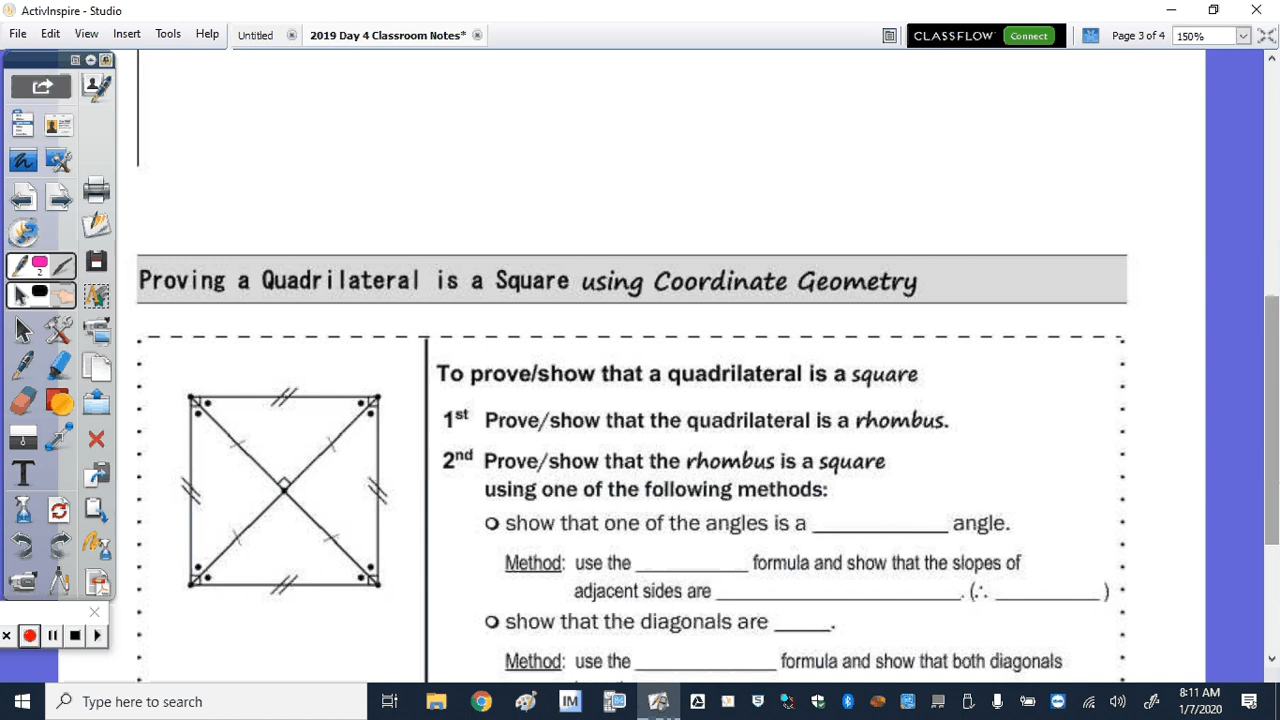 ActivInspire - Studio
File Edit View Insert Tools Help Untitled 2019 Day 4 Classroom Notes* CLASSFLOW Connect Page 3 of 4 150%
Proving a Quadrilateral is a Square using Coordinate Geometry
To prove/show that a quadrilateral is a square
1st Prove/show that the quadrilateral is a rhombus.
2nd Prove/show that the rhombus is a square
using one of the following methods:
show that one of the angles is a ____________ angle.
Method: use the ____________ formula and show that the slopes of
adjacent sides are __________________________. (∴ ___________ )
show that the diagonals are _____.
Method: use the _______________ formula and show that both diagonals
2
T
Type here to search
IM
8:11 AM
1/7/2020